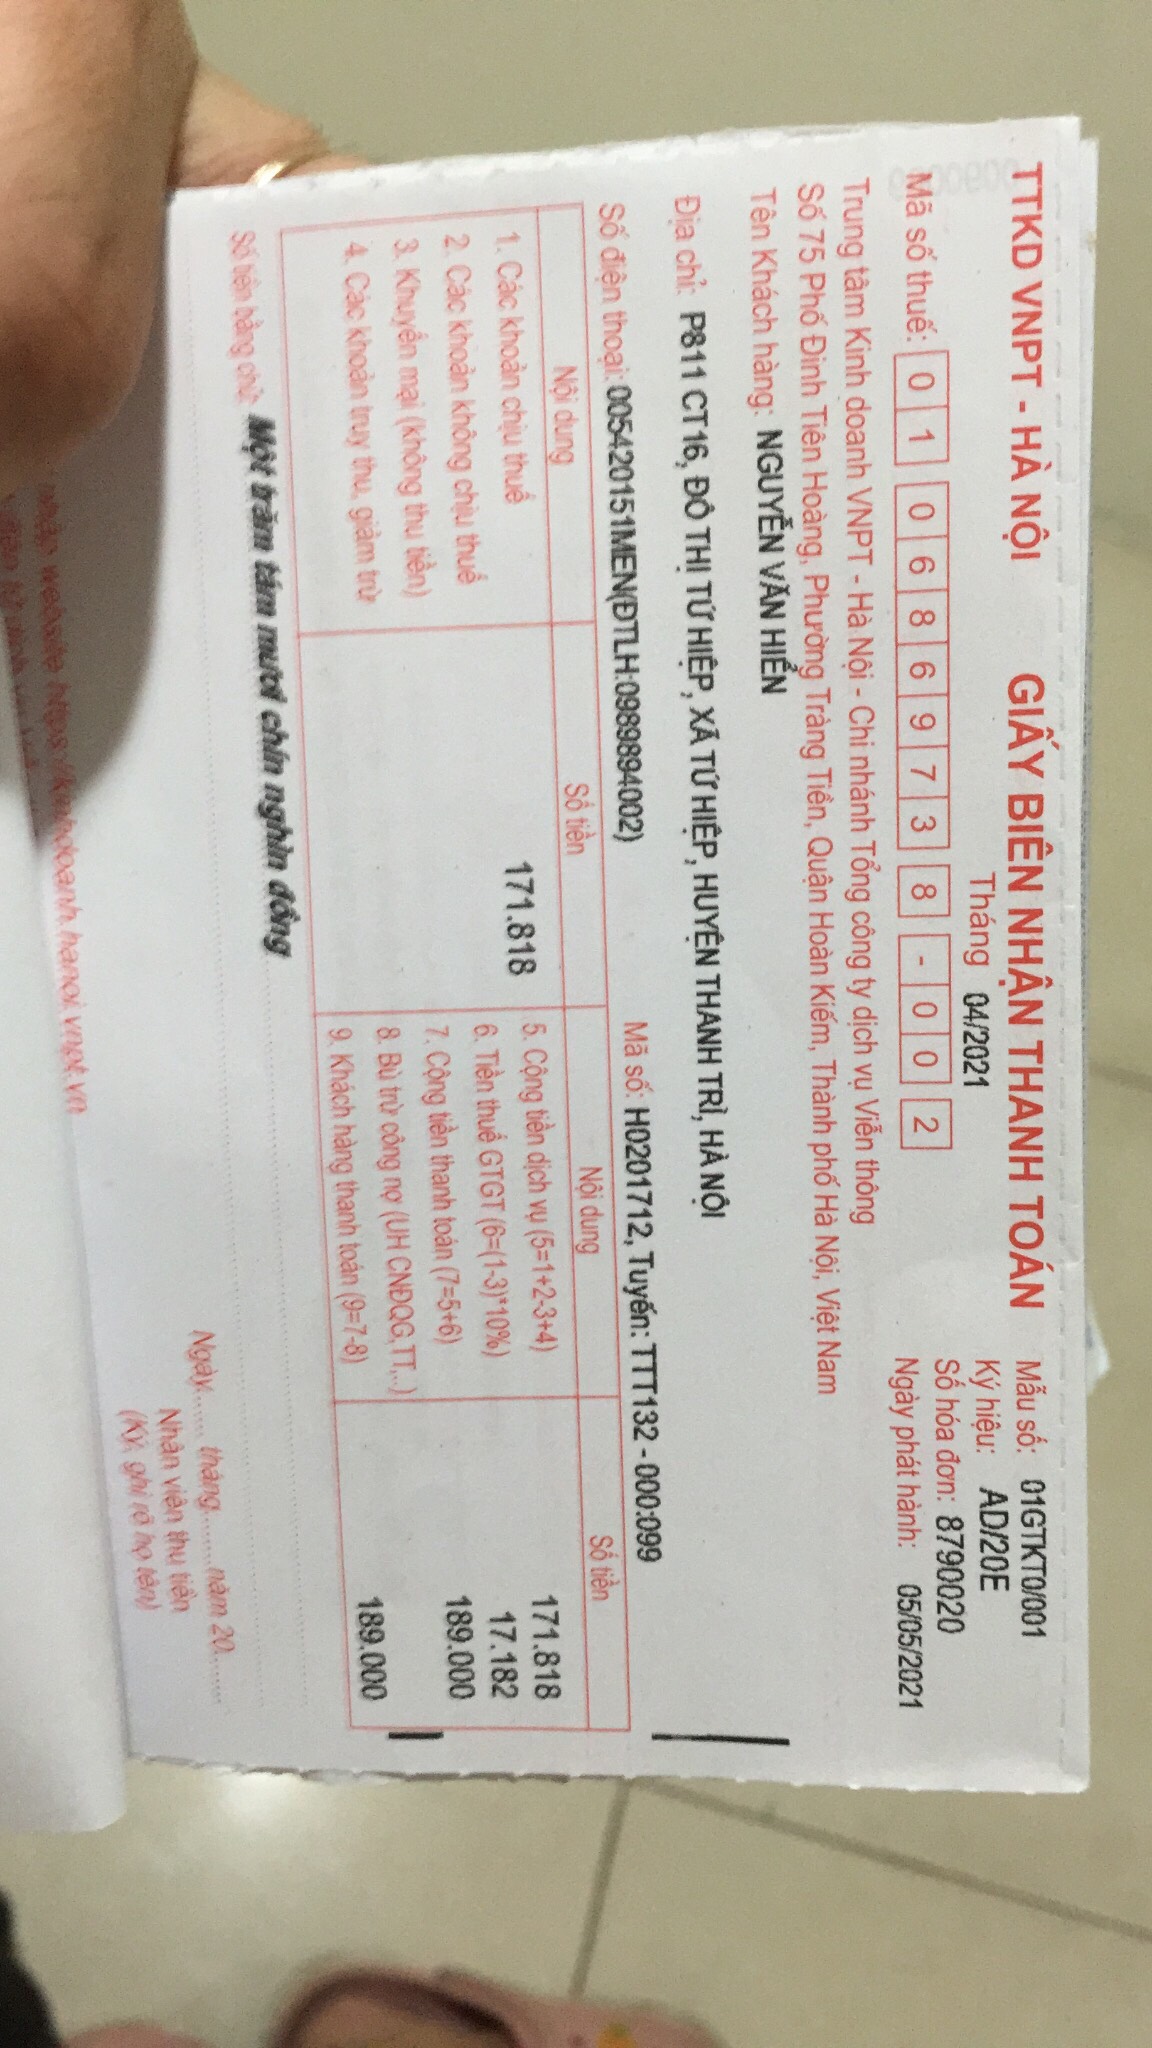 TTKD VNPT - HÀ NỘI
GIẤY BIÊN NHẬN THANH TOÁN
Tháng 04/2021
Mẫu số: 01GTKT0/001
Ký hiệu: AD/20E
Số hóa đơn: 8790020
Ngày phát hành: 05/05/2021
Mã số thuế: 0 1 0 6 8 6 9 7 3 8 - 0 0 2
Trung tâm Kinh doanh VNPT - Hà Nội - Chi nhánh Tổng công ty dịch vụ Viễn thông
Số 75 Phố Đinh Tiên Hoàng, Phường Tràng Tiền, Quận Hoàn Kiếm, Thành phố Hà Nội, Việt Nam
Tên Khách hàng: NGUYỄN VĂN HIỂN
Địa chỉ: P811 CT16, ĐÔ THỊ TỨ HIỆP, XÃ TỨ HIỆP, HUYỆN THANH TRÌ, HÀ NỘI
Số điện thoại: 005420151MEN(ĐTLH:0989894002) Mã số: H0201712, Tuyến: TTT132 - 000:099
Nội dung Số tiền Nội dung Số tiền
1. Các khoản chịu thuế 171.818 5. Cộng tiền dịch vụ (5=1+2-3+4) 171.818
2. Các khoản không chịu thuế 6. Tiền thuế GTGT (6=(1-3)*10%) 17.182
3. Khuyến mại (không thu tiền) 7. Cộng tiền thanh toán (7=5+6) 189.000
4. Các khoản truy thu, giảm trừ 8. Bù trừ công nợ (UH CNĐQG,TT,..)
9. Khách hàng thanh toán (9=7-8) 189.000
Số tiền bằng chữ: Một trăm tám mươi chín nghìn đồng
Ngày...... tháng...... năm 20......
Nhân viên thu tiền
(Ký, ghi rõ họ tên)
website https://kinhdoanh.hanoi.vnpt.vn